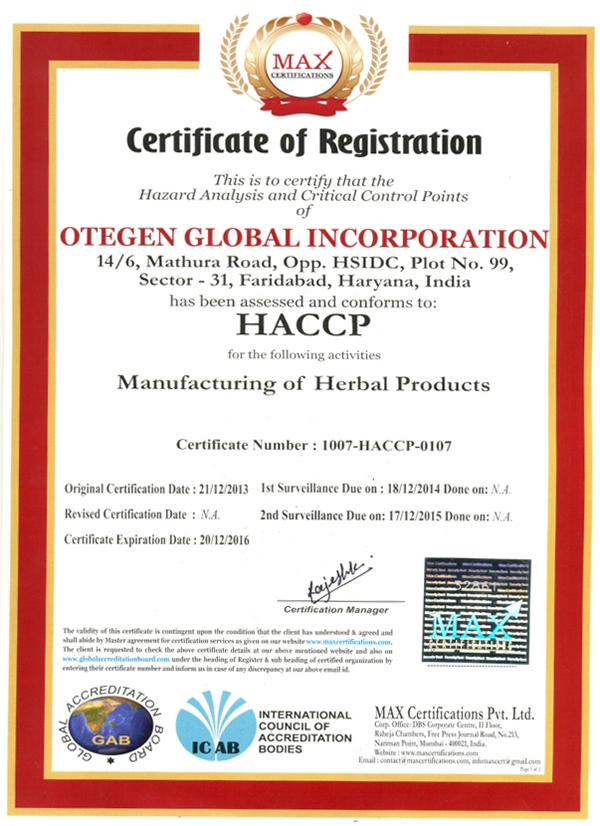 MAX
CERTIFICATIONS
Certificate of Registration
This is to certify that the
Hazard Analysis and Critical Control Points
of
OTEGEN GLOBAL INCORPORATION
14/6, Mathura Road, Opp. HSIDC, Plot No. 99,
Sector - 31, Faridabad, Haryana, India
has been assessed and conforms to:
HACCP
for the following activities
Manufacturing of Herbal Products
Certificate Number : 1007-HACCP-0107
Original Certification Date : 21/12/2013 1st Surveillance Due on : 18/12/2014 Done on: N.A.
Revised Certification Date : N.A. 2nd Surveillance Due on: 17/12/2015 Done on: N.A.
Certificate Expiration Date : 20/12/2016
Certification Manager
MAX
The validity of this certificate is contingent upon the condition that the client has understood & agreed and
shall abide by Master agreement for certification services as given on our website www.maxcertifications.com.
The client is requested to check the above certificate details at our above mentioned website and also on
www.globalaccreditationboard.com under the heading of Register & sub heading of certified organization by
entering their certificate number and inform us in case of any discrepancy at our above email id.
GLOBAL ACCREDITATION BOARD
GAB
ICAB
INTERNATIONAL
COUNCIL OF
ACCREDITATION
BODIES
MAX Certifications Pvt. Ltd.
Corp. Office: DBS Corporate Centre, II Floor,
Raheja Chambers, Free Press Journal Road, No.213,
Nariman Point, Mumbai - 400021, India.
Website : www.maxcertifications.com
Email : contact@maxcertifications.com, infomaxcert@gmail.com